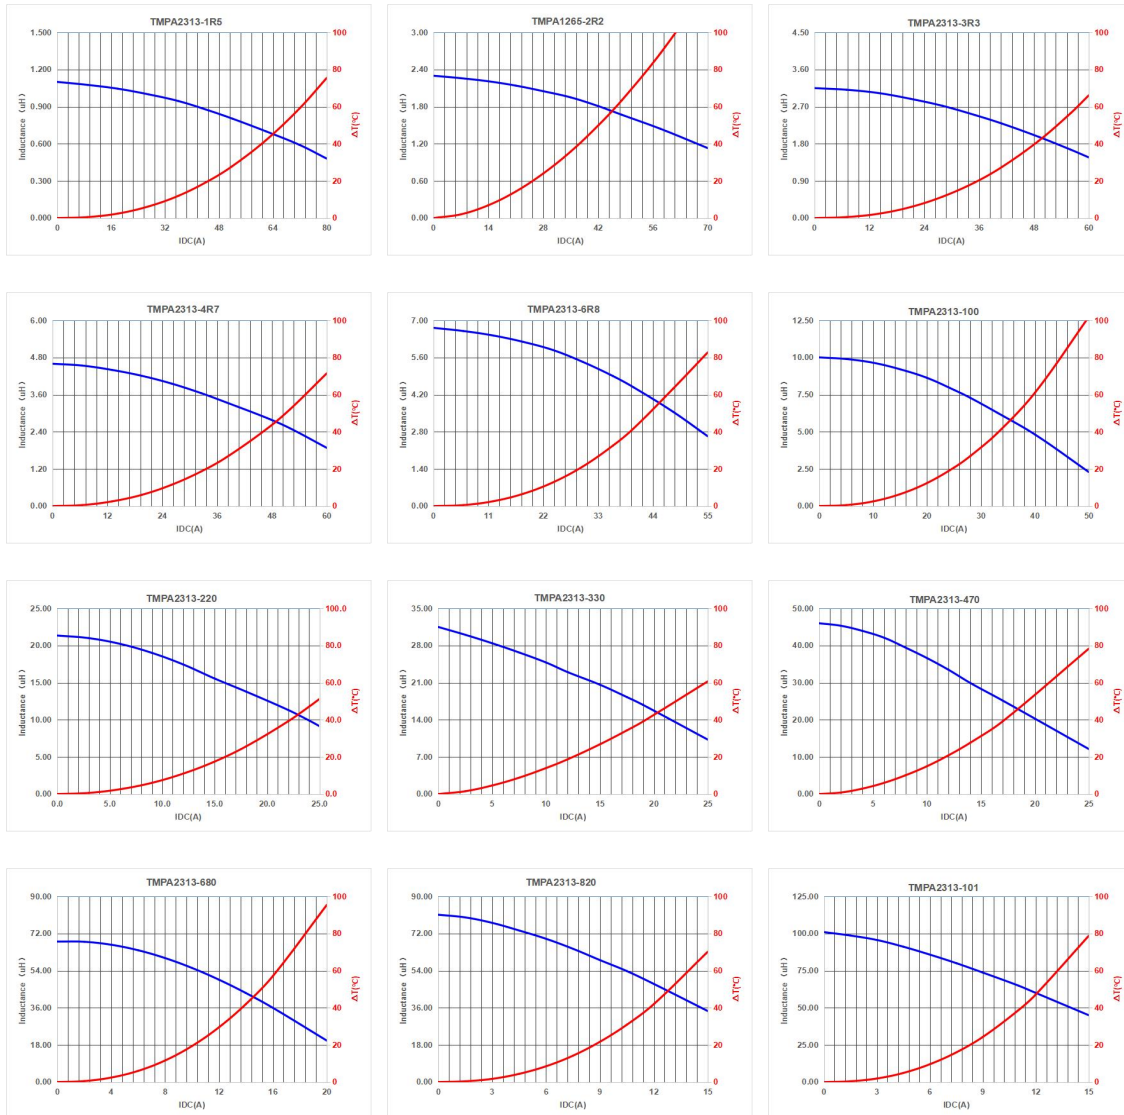 TMPA2313-1R5
1.500
1.200
0.900
0.600
0.300
0.000
Inductance (uH)
100
80
60
40
20
0
ΔT(℃)
0 16 32 48 64 80
IDC(A)
TMPA1265-2R2
3.00
2.40
1.80
1.20
0.60
0.00
Inductance (uH)
100
80
60
40
20
0
ΔT(℃)
0 14 28 42 56 70
IDC(A)
TMPA2313-3R3
4.50
3.60
2.70
1.80
0.90
0.00
Inductance (uH)
100
80
60
40
20
0
ΔT(℃)
0 12 24 36 48 60
IDC(A)
TMPA2313-4R7
6.00
4.80
3.60
2.40
1.20
0.00
Inductance (uH)
100
80
60
40
20
0
ΔT(℃)
0 12 24 36 48 60
IDC(A)
TMPA2313-6R8
7.00
5.60
4.20
2.80
1.40
0.00
Inductance (uH)
100
80
60
40
20
0
ΔT(℃)
0 11 22 33 44 55
IDC(A)
TMPA2313-100
12.50
10.00
7.50
5.00
2.50
0.00
Inductance (uH)
100
80
60
40
20
0
ΔT(℃)
0 10 20 30 40 50
IDC(A)
TMPA2313-220
25.00
20.00
15.00
10.00
5.00
0.00
Inductance (uH)
100.0
80.0
60.0
40.0
20.0
0.0
ΔT(℃)
0.0 5.0 10.0 15.0 20.0 25.0
IDC(A)
TMPA2313-330
35.00
28.00
21.00
14.00
7.00
0.00
Inductance (uH)
100
80
60
40
20
0
ΔT(℃)
0 5 10 15 20 25
IDC(A)
TMPA2313-470
50.00
40.00
30.00
20.00
10.00
0.00
Inductance (uH)
100
80
60
40
20
0
ΔT(℃)
0 5 10 15 20 25
IDC(A)
TMPA2313-680
90.00
72.00
54.00
36.00
18.00
0.00
Inductance (uH)
100
80
60
40
20
0
ΔT(℃)
0 4 8 12 16 20
IDC(A)
TMPA2313-820
90.00
72.00
54.00
36.00
18.00
0.00
Inductance (uH)
100
80
60
40
20
0
ΔT(℃)
0 3 6 9 12 15
IDC(A)
TMPA2313-101
125.00
100.00
75.00
50.00
25.00
0.00
Inductance (uH)
100
80
60
40
20
0
ΔT(℃)
0 3 6 9 12 15
IDC(A)